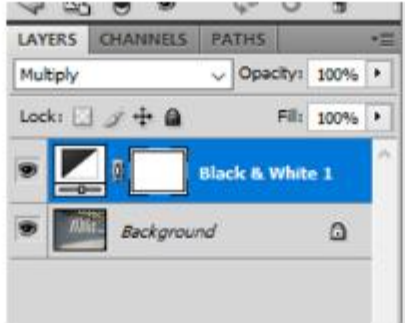 LAYERS CHANNELS PATHS
Multiply Opacity: 100%
Lock: Fill: 100%
Black & White 1
Background